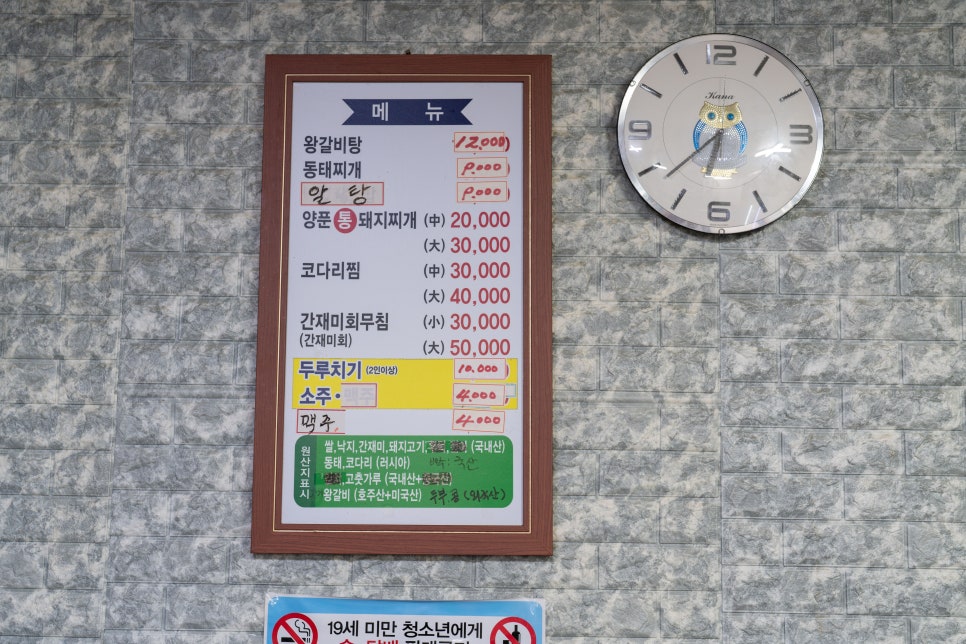 메 뉴
왕갈비탕 12,000
동태찌개 9,000
알 탕 9,000
양푼 통 돼지찌개 (中) 20,000
(大) 30,000
코다리찜 (中) 30,000
(大) 40,000
간재미회무침 (小) 30,000
(간재미회) (大) 50,000
두루치기 (2인이상) 10,000
소주· 4,000
맥주, 4,000
원산지표시
쌀,낙지,간재미,돼지고기, (국내산)
동태,코다리 (러시아)
,고춧가루 (국내산+
왕갈비 (호주산+미국산) 두부 콩 (외국산)
12
Kana
3
9
6
19세 미만 청소년에게